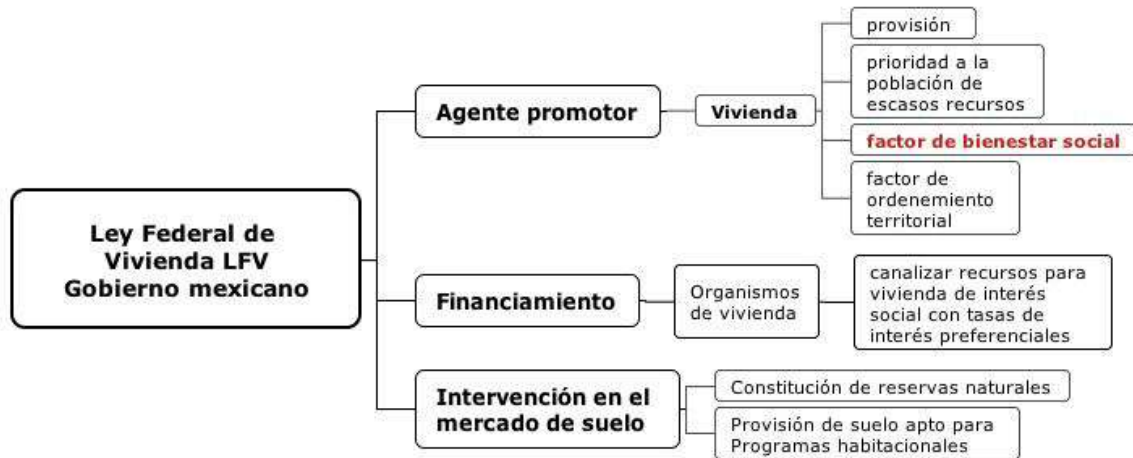 Ley Federal de
Vivienda LFV
Gobierno mexicano
Agente promotor
Vivienda
provisión
prioridad a la
población de
escasos recursos
factor de bienestar social
factor de
ordenemiento
territorial
Financiamiento
Organismos
de vivienda
canalizar recursos para
vivienda de interés
social con tasas de
interés preferenciales
Intervención en el
mercado de suelo
Constitución de reservas naturales
Provisión de suelo apto para
Programas habitacionales